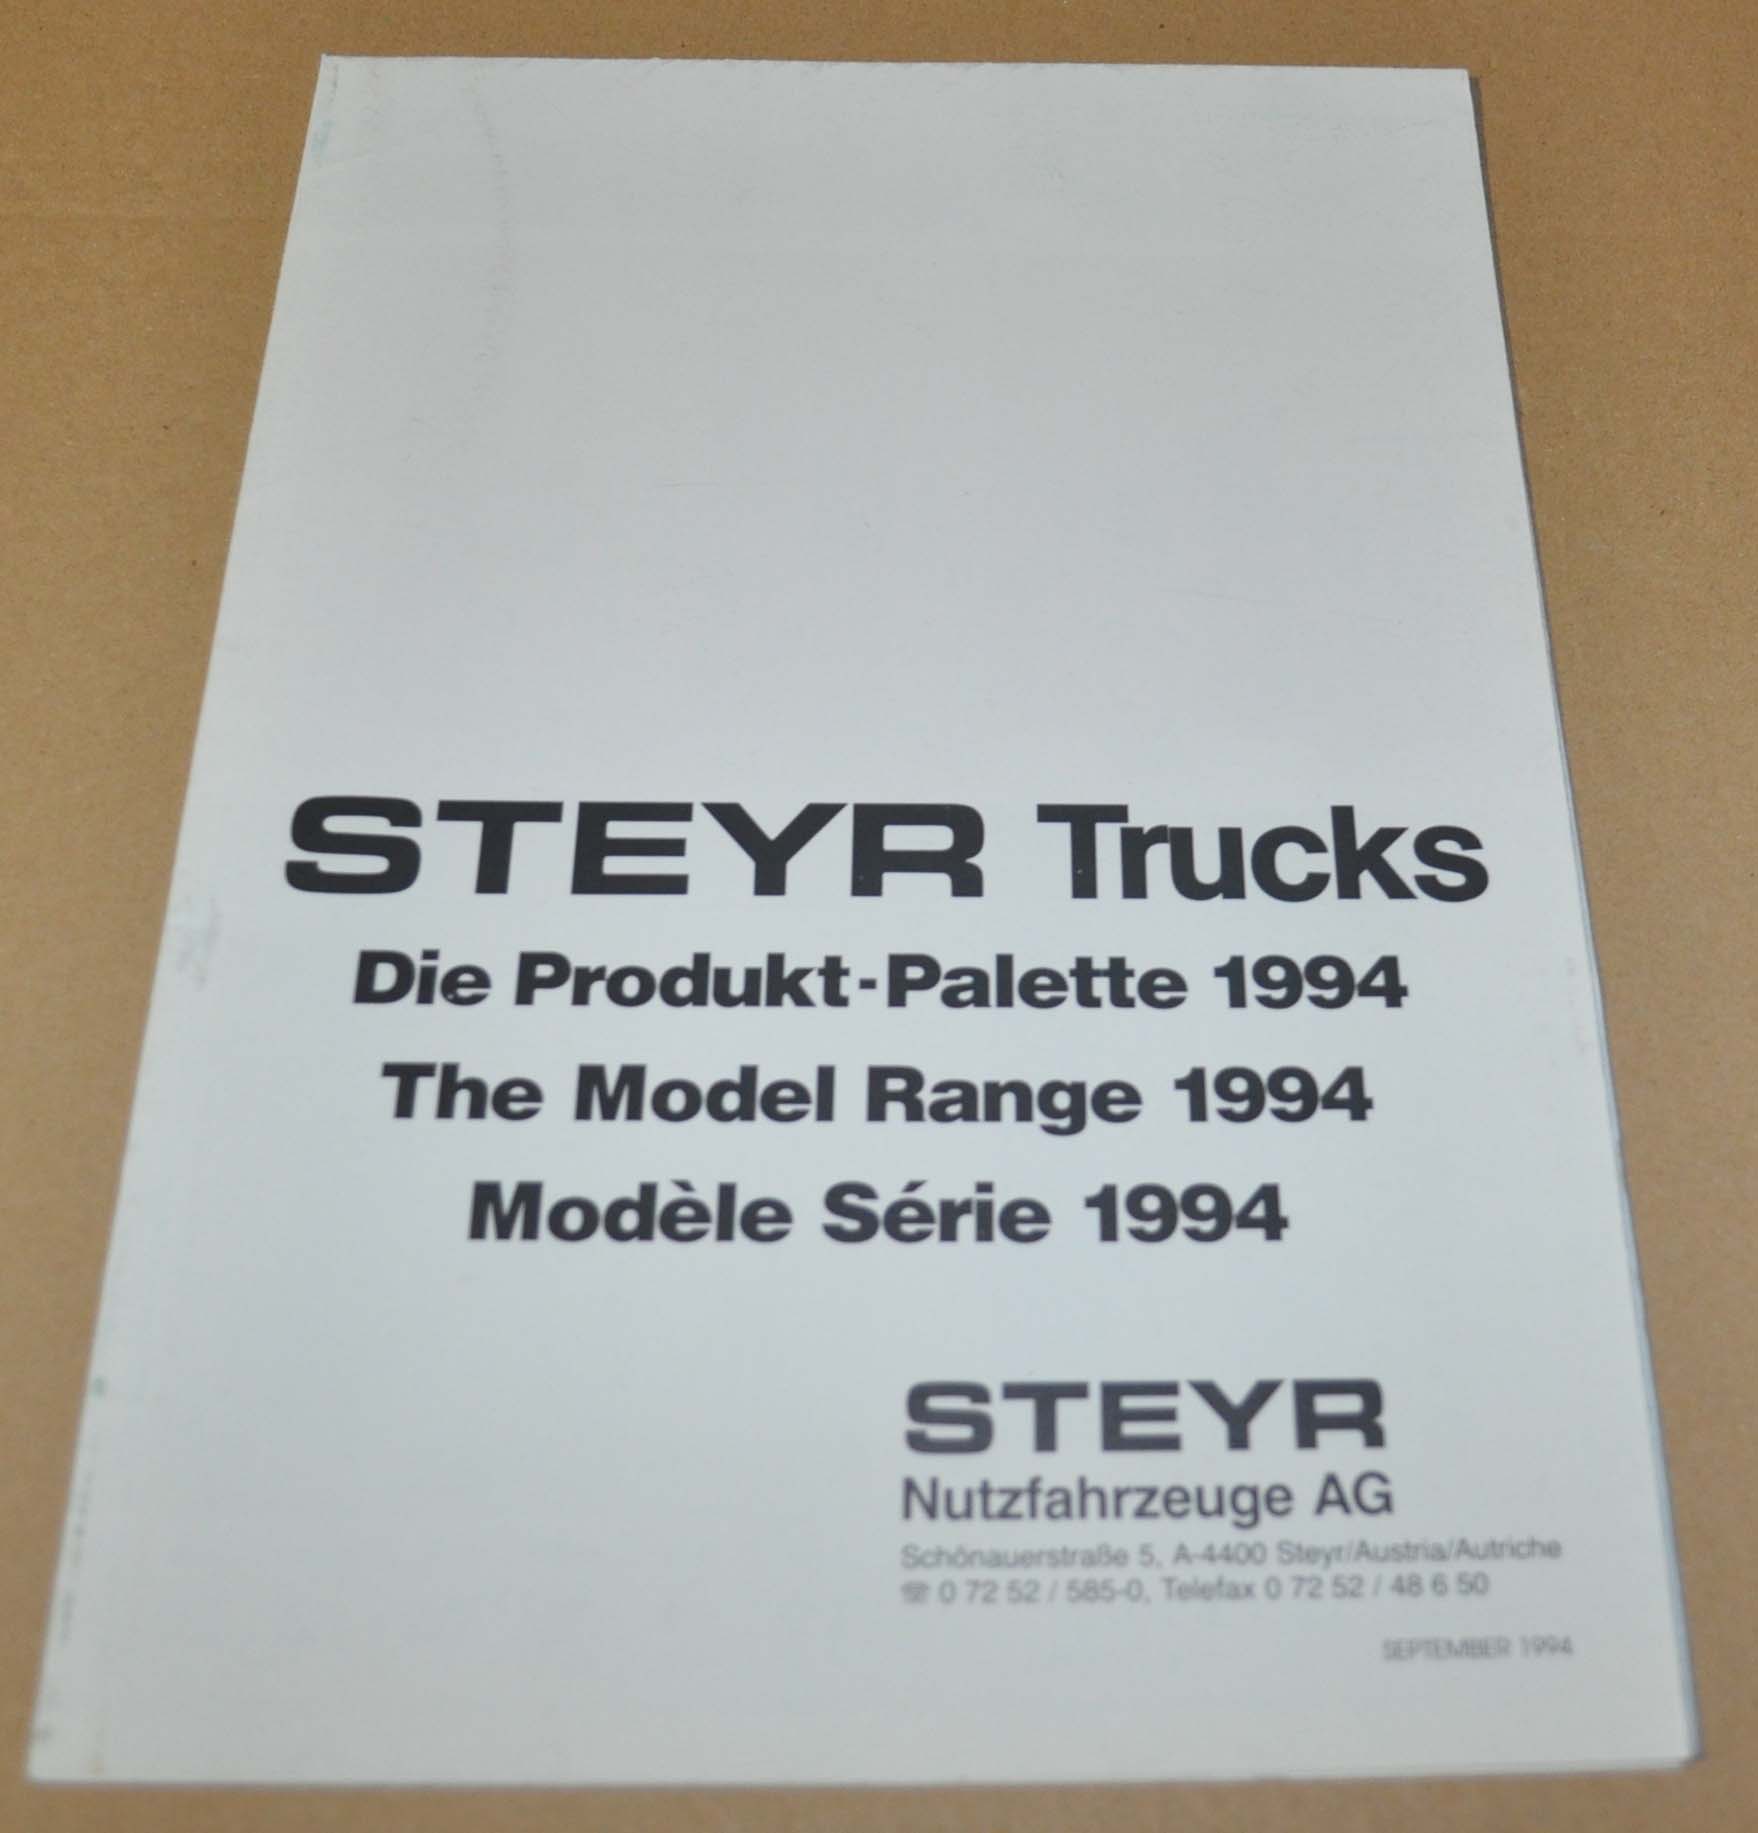 STEYR Trucks
Die Produkt-Palette 1994
The Model Range 1994
Modèle Série 1994
STEYR
Nutzfahrzeuge AG
Schönauerstraße 5, A-4400 Steyr/Austria/Autriche
☎ 0 72 52 / 585-0, Telefax 0 72 52 / 48 6 50
SEPTEMBER 1994